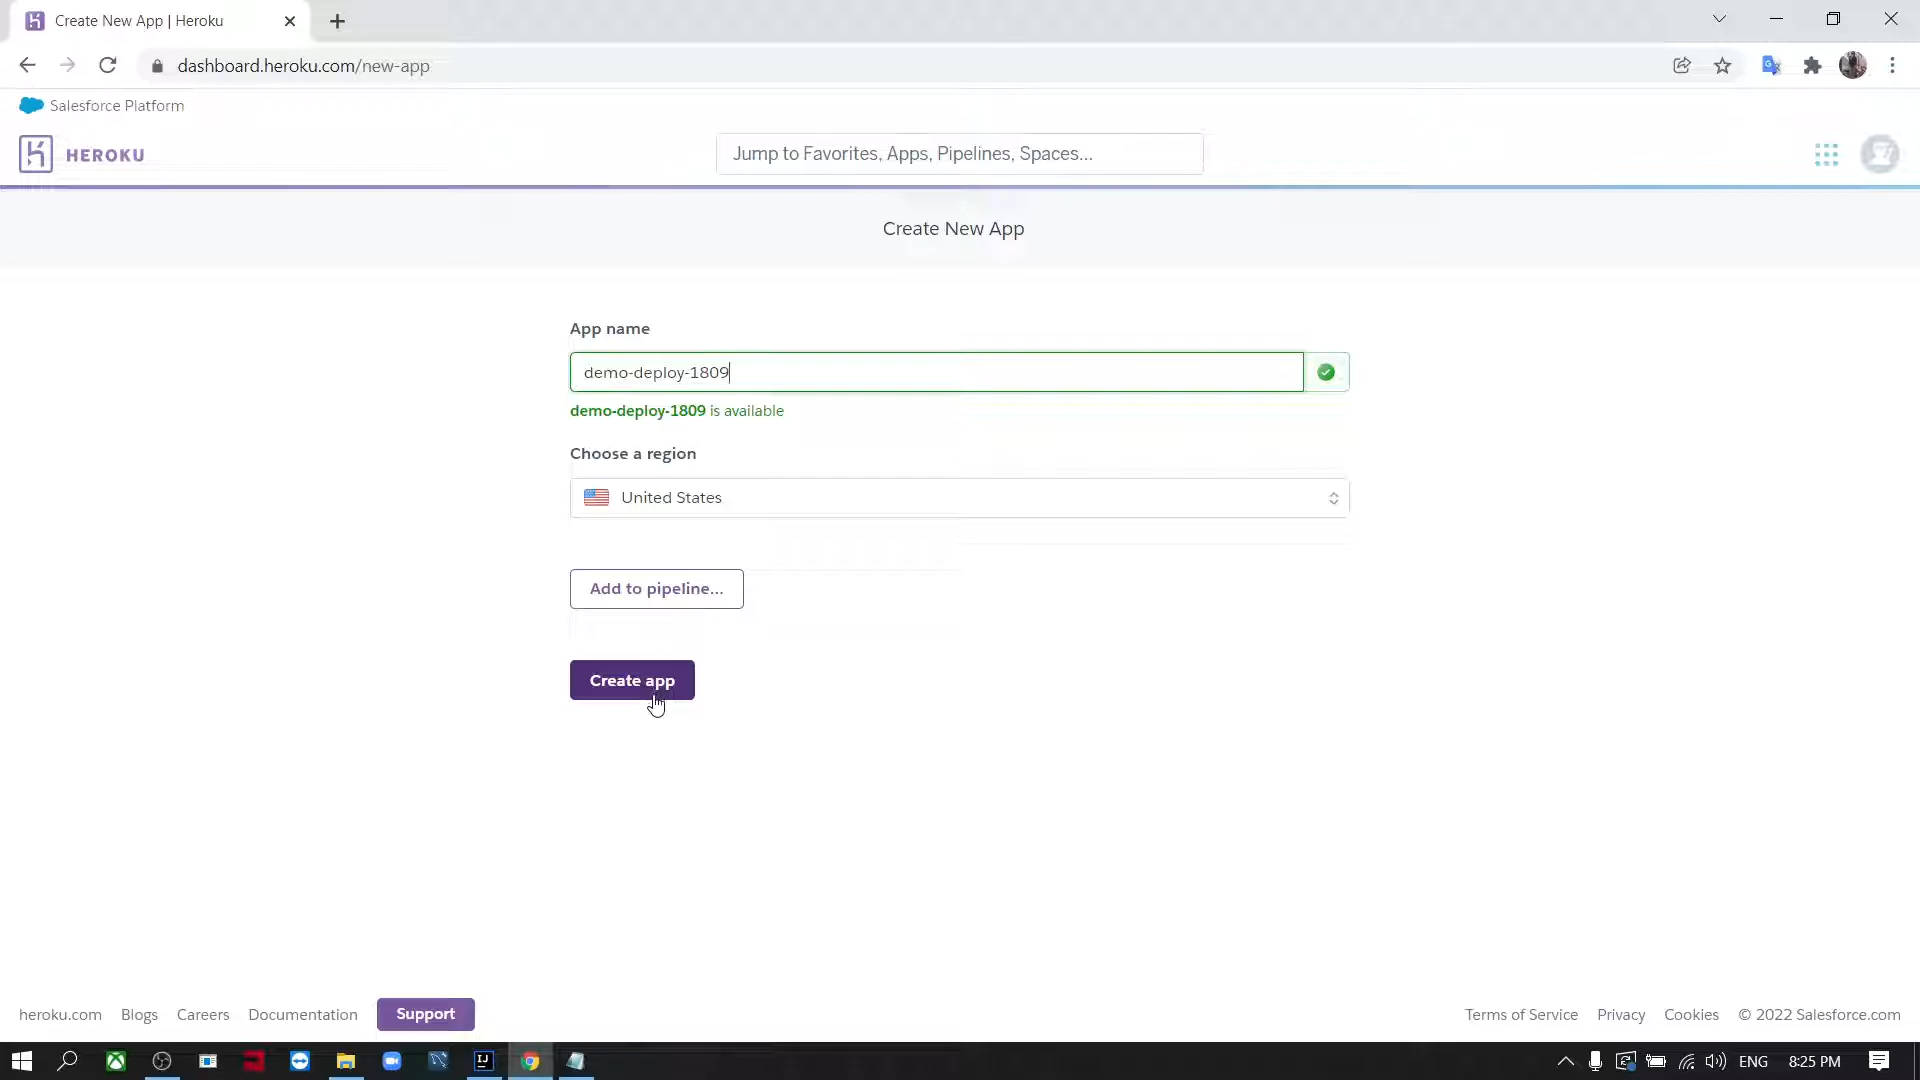 Create New App | Heroku
dashboard.heroku.com/new-app
Salesforce Platform
HEROKU
Jump to Favorites, Apps, Pipelines, Spaces...
Create New App
App name
demo-deploy-1809
demo-deploy-1809 is available
Choose a region
United States
Add to pipeline...
Create app
heroku.com Blogs Careers Documentation Support Terms of Service Privacy Cookies © 2022 Salesforce.com
ENG 8:25 PM